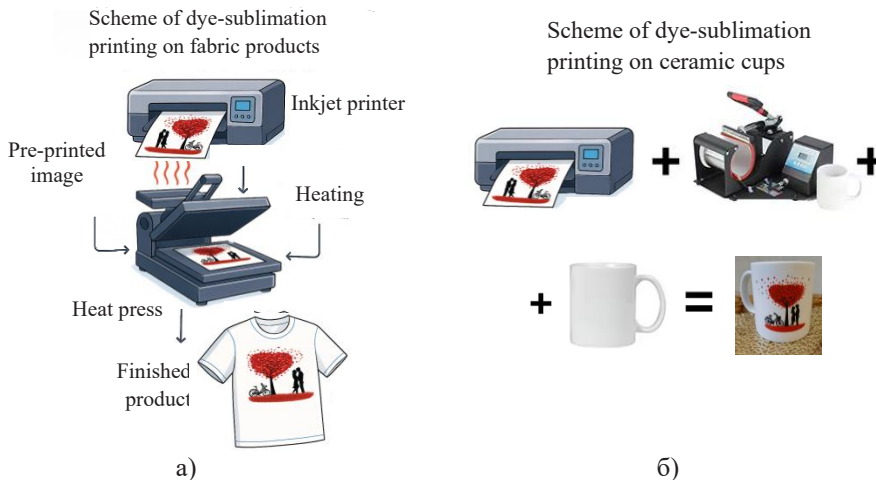 Scheme of dye-sublimation
printing on fabric products
Inkjet printer
Pre-printed
image
Heating
Heat press
Finished
product
а)
Scheme of dye-sublimation
printing on ceramic cups
+
+
+
=
б)